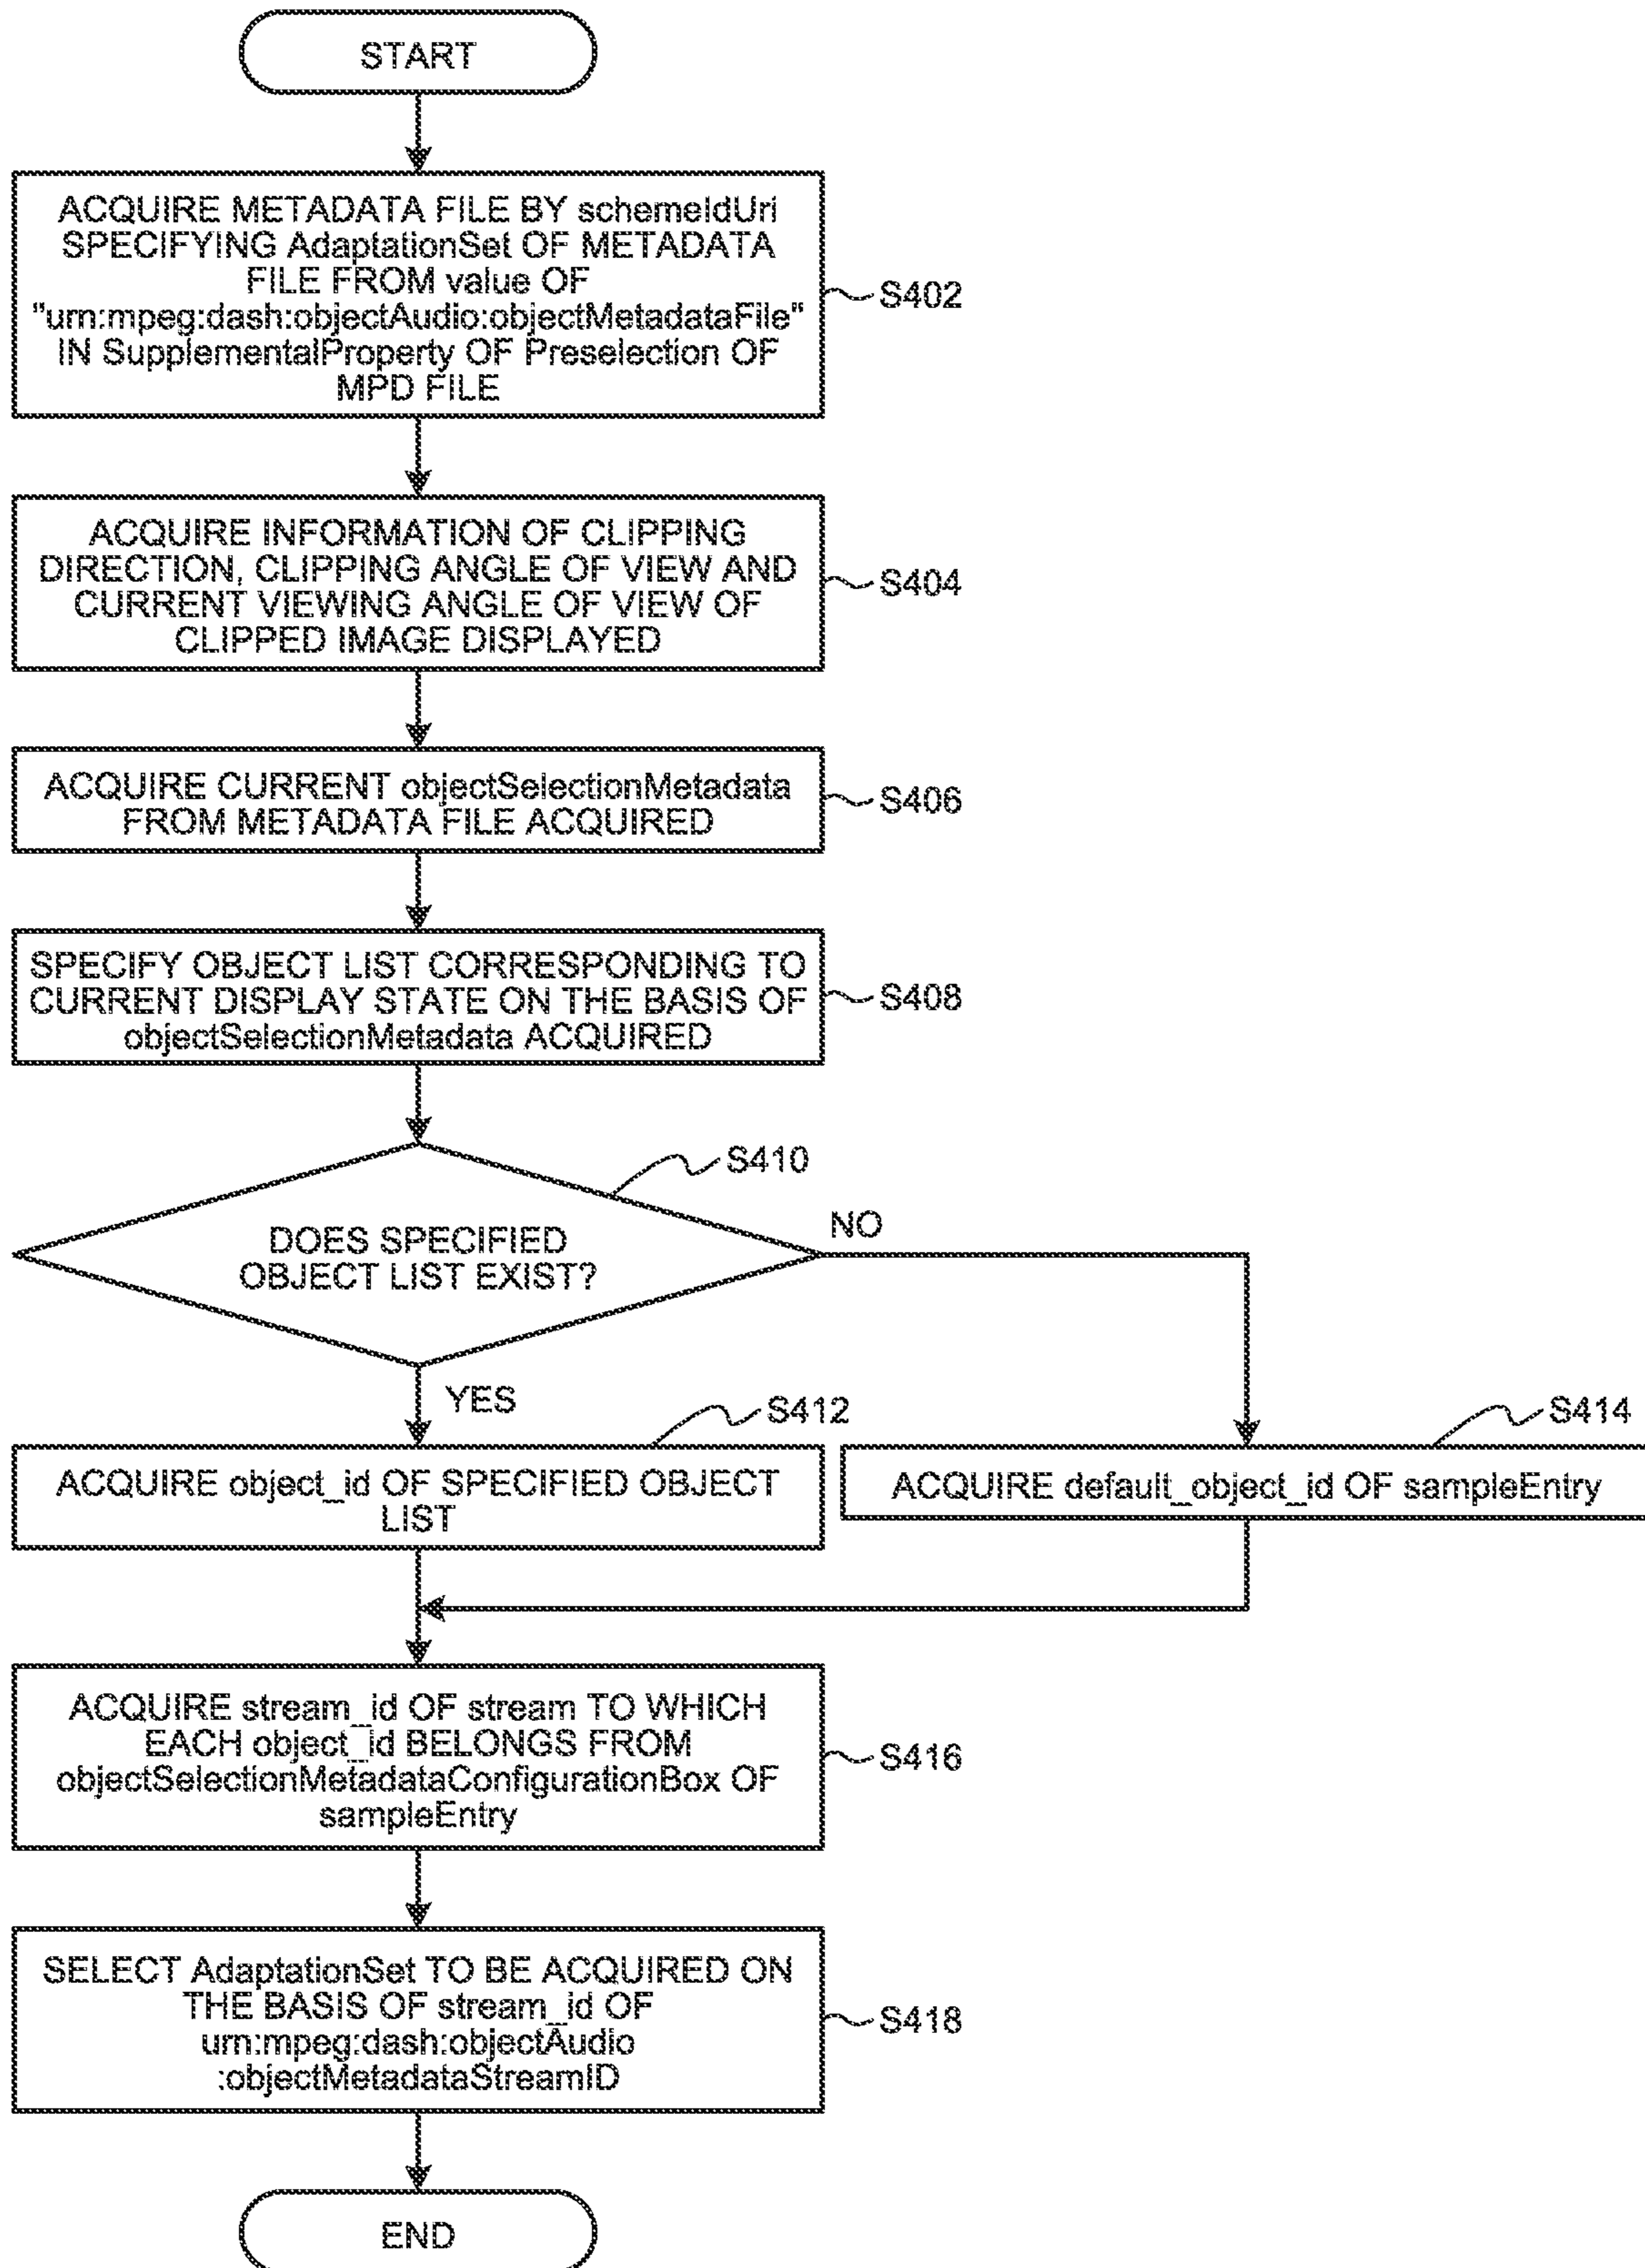 START
ACQUIRE METADATA FILE BY schemeIdUri
SPECIFYING AdaptationSet OF METADATA
FILE FROM value OF
"urn:mpeg:dash:objectAudio:objectMetadataFile"
IN SupplementalProperty OF Preselection OF
MPD FILE
S402
ACQUIRE INFORMATION OF CLIPPING
DIRECTION, CLIPPING ANGLE OF VIEW AND
CURRENT VIEWING ANGLE OF VIEW OF
CLIPPED IMAGE DISPLAYED
S404
ACQUIRE CURRENT objectSelectionMetadata
FROM METADATA FILE ACQUIRED
S406
SPECIFY OBJECT LIST CORRESPONDING TO
CURRENT DISPLAY STATE ON THE BASIS OF
objectSelectionMetadata ACQUIRED
S408
S410
DOES SPECIFIED
OBJECT LIST EXIST?
NO
YES
S412
ACQUIRE object_id OF SPECIFIED OBJECT
LIST
S414
ACQUIRE default_object_id OF sampleEntry
ACQUIRE stream_id OF stream TO WHICH
EACH object_id BELONGS FROM
objectSelectionMetadataConfigurationBox OF
sampleEntry
S416
SELECT AdaptationSet TO BE ACQUIRED ON
THE BASIS OF stream_id OF
urn:mpeg:dash:objectAudio
:objectMetadataStreamID
S418
END